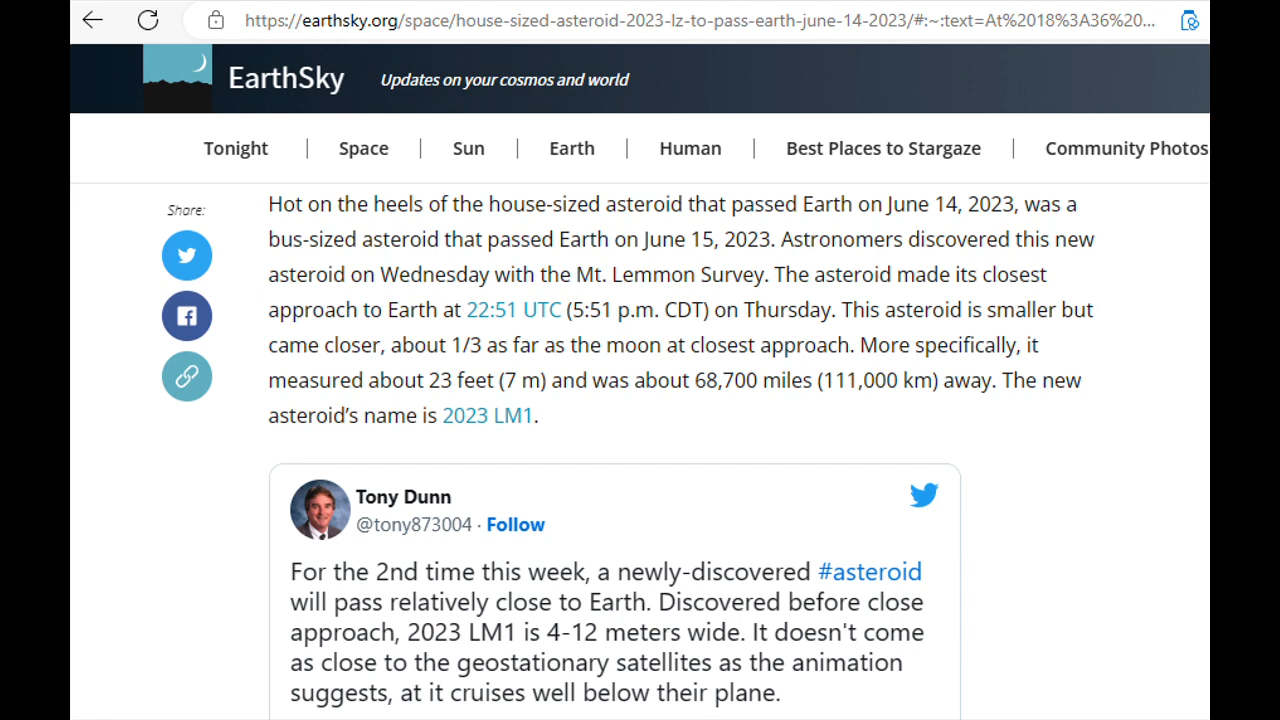 https://earthsky.org/space/house-sized-asteroid-2023-lz-to-pass-earth-june-14-2023/#:~:text=At%2018%3A36%20...
EarthSky
Updates on your cosmos and world
Tonight | Space | Sun | Earth | Human | Best Places to Stargaze | Community Photos
Share:
Hot on the heels of the house-sized asteroid that passed Earth on June 14, 2023, was a
bus-sized asteroid that passed Earth on June 15, 2023. Astronomers discovered this new
asteroid on Wednesday with the Mt. Lemmon Survey. The asteroid made its closest
approach to Earth at 22:51 UTC (5:51 p.m. CDT) on Thursday. This asteroid is smaller but
came closer, about 1/3 as far as the moon at closest approach. More specifically, it
measured about 23 feet (7 m) and was about 68,700 miles (111,000 km) away. The new
asteroid’s name is 2023 LM1.
Tony Dunn
@tony873004 · Follow
For the 2nd time this week, a newly-discovered #asteroid
will pass relatively close to Earth. Discovered before close
approach, 2023 LM1 is 4-12 meters wide. It doesn't come
as close to the geostationary satellites as the animation
suggests, at it cruises well below their plane.